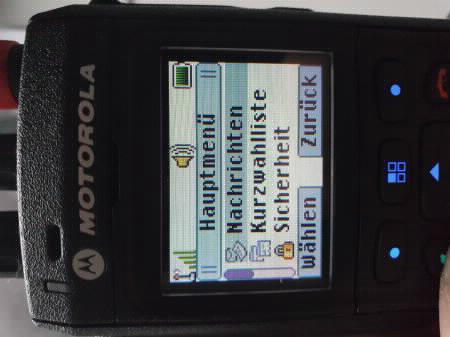 MOTOROLA
Hauptmenü
Nachrichten
Kurzwahlliste
Sicherheit
wählen Zurück